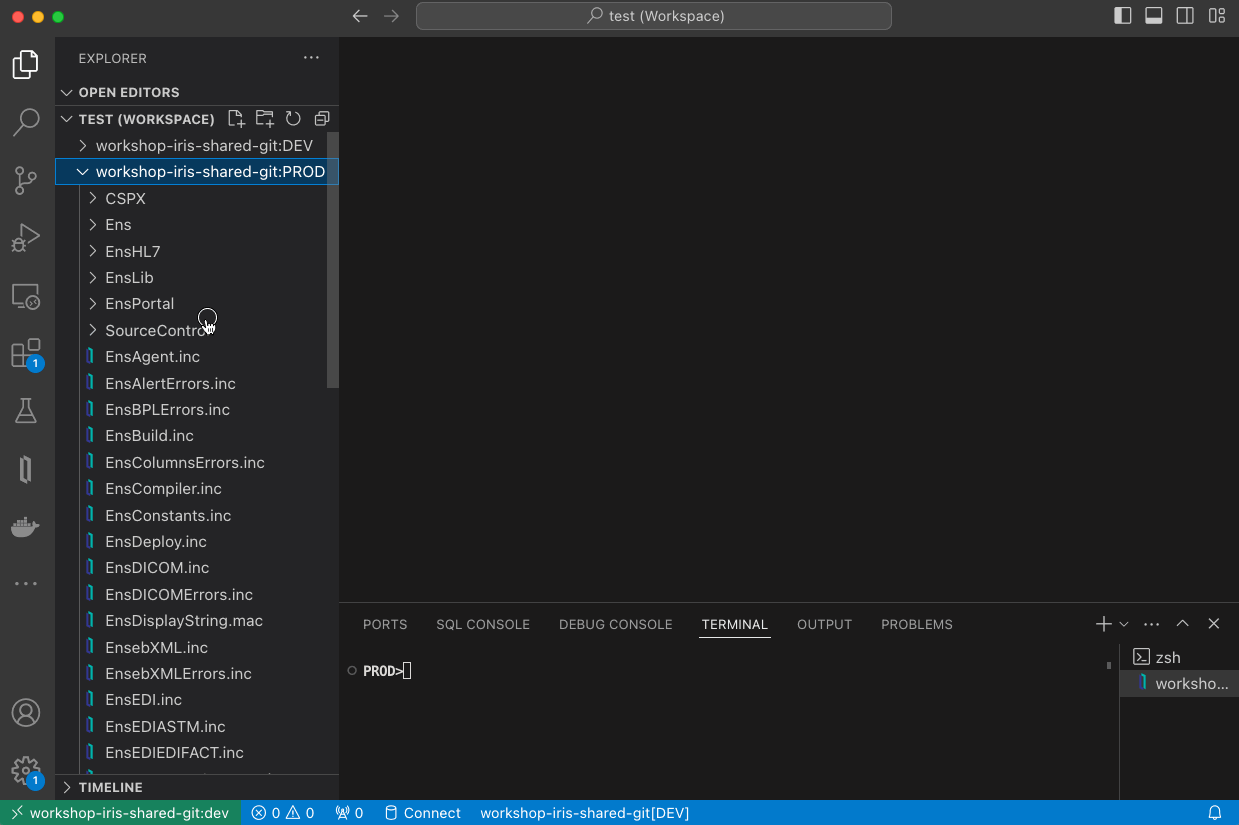 test (Workspace)
EXPLORER
OPEN EDITORS
TEST (WORKSPACE)
workshop-iris-shared-git:DEV
workshop-iris-shared-git:PROD
CSPX
Ens
EnsHL7
EnsLib
EnsPortal
SourceControl
EnsAgent.inc
EnsAlertErrors.inc
EnsBPLErrors.inc
EnsBuild.inc
EnsColumnsErrors.inc
EnsCompiler.inc
EnsConstants.inc
EnsDeploy.inc
EnsDICOM.inc
EnsDICOMErrors.inc
EnsDisplayString.mac
EnsebXML.inc
EnsebXMLErrors.inc
EnsEDI.inc
EnsEDIASTM.inc
EnsEDIEDIFACT.inc
TIMELINE
1
1
PORTS SQL CONSOLE DEBUG CONSOLE TERMINAL OUTPUT PROBLEMS
PROD>
zsh
worksho...
workshop-iris-shared-git:dev 0 0 0 Connect workshop-iris-shared-git[DEV]